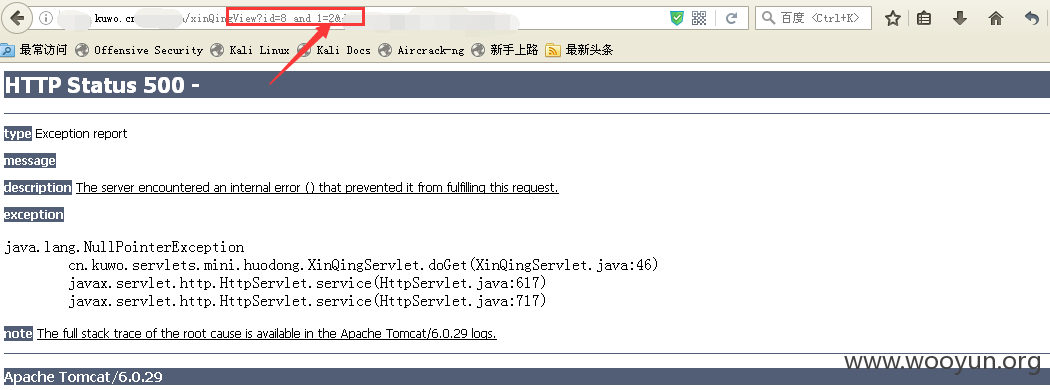 .kuwo.cn /xinQingView?id=8 and 1=2&
百度 <Ctrl+K>
最常访问 Offensive Security Kali Linux Kali Docs Aircrack-ng 新手上路 最新头条
HTTP Status 500 -
type Exception report
message
description The server encountered an internal error () that prevented it from fulfilling this request.
exception
java.lang.NullPointerException
cn.kuwo.servlets.mini.huodong.XinQingServlet.doGet(XinQingServlet.java:46)
javax.servlet.http.HttpServlet.service(HttpServlet.java:617)
javax.servlet.http.HttpServlet.service(HttpServlet.java:717)
note The full stack trace of the root cause is available in the Apache Tomcat/6.0.29 logs.
www.wooyun.org
Apache Tomcat/6.0.29